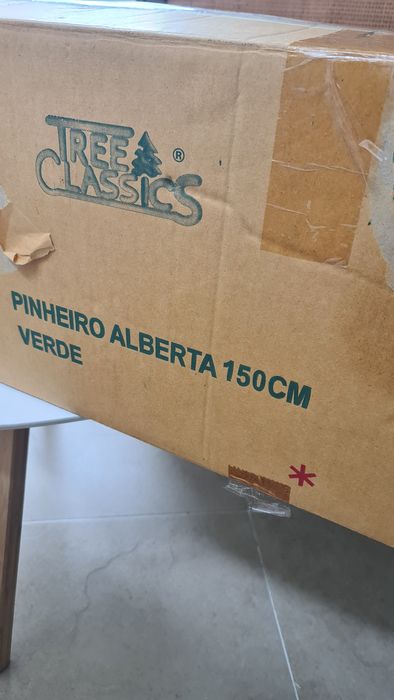 TREE
CLASSICS ®
PINHEIRO ALBERTA 150CM
VERDE